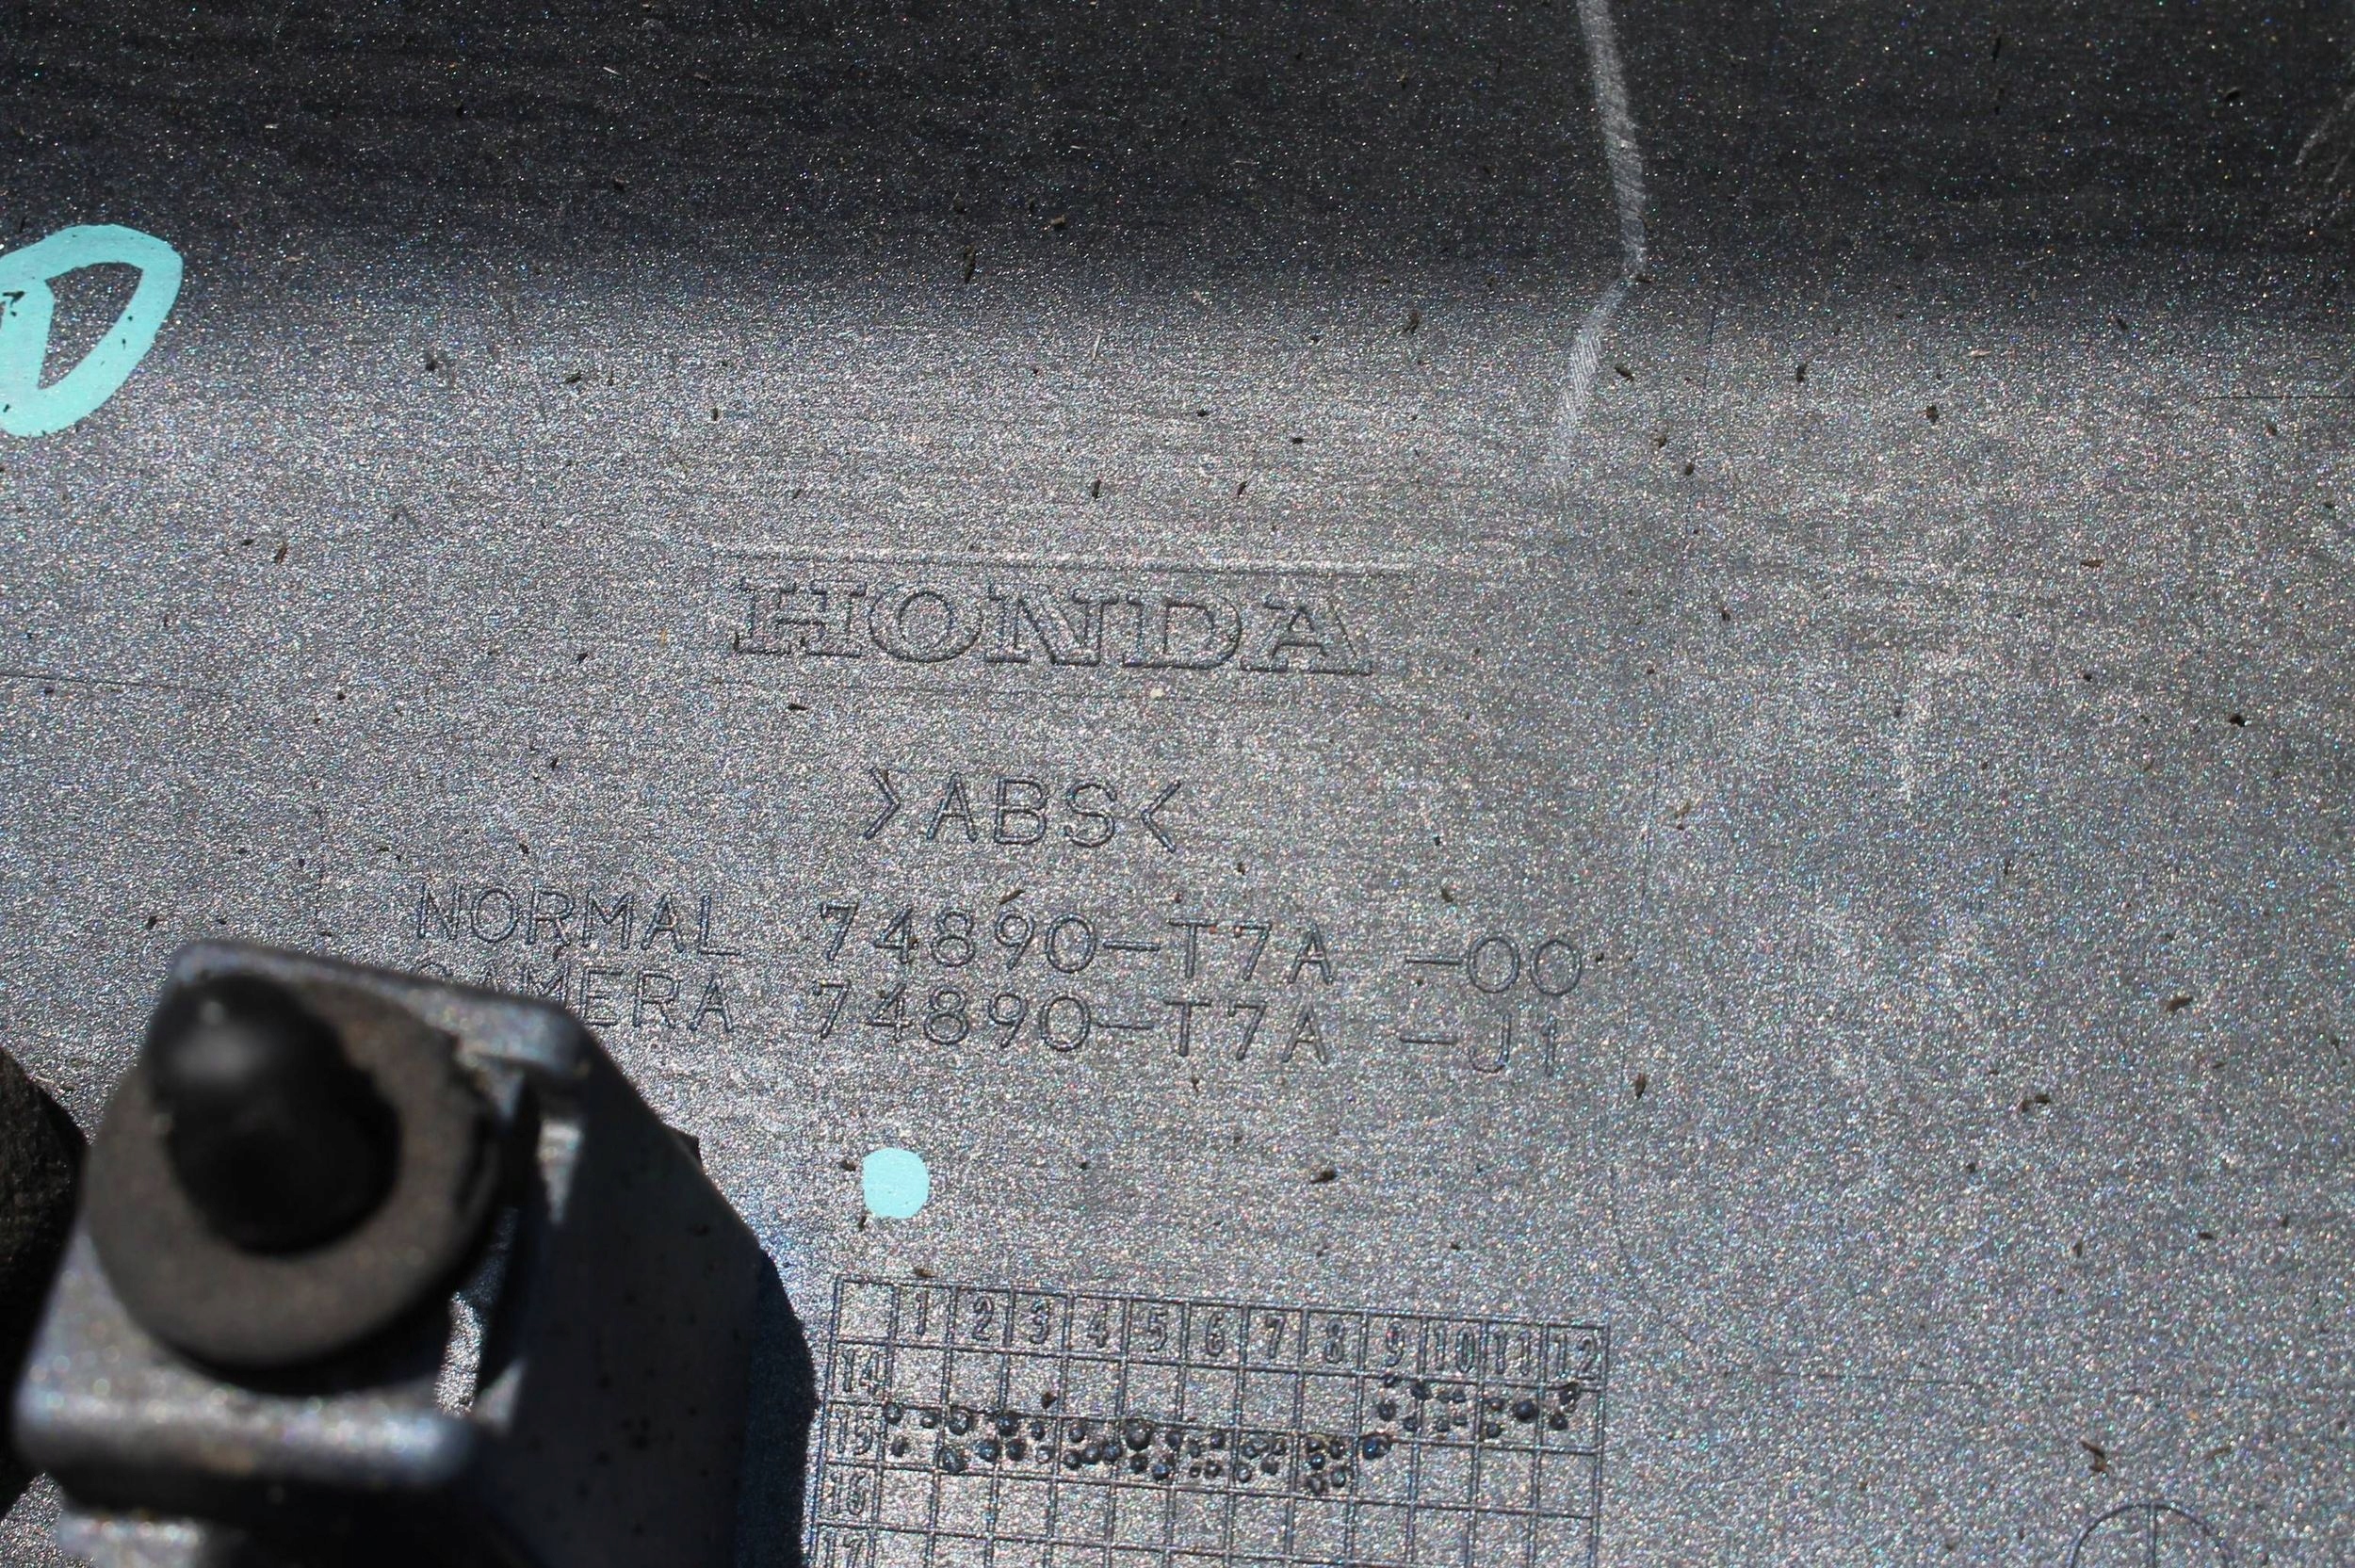 D
HONDA
>ABS<
NORMAL 74890-T7A -00
CAMERA 74890-T7A -J1
1 2 3 4 5 6 7 8 9 10 11 12
14
15
16
17